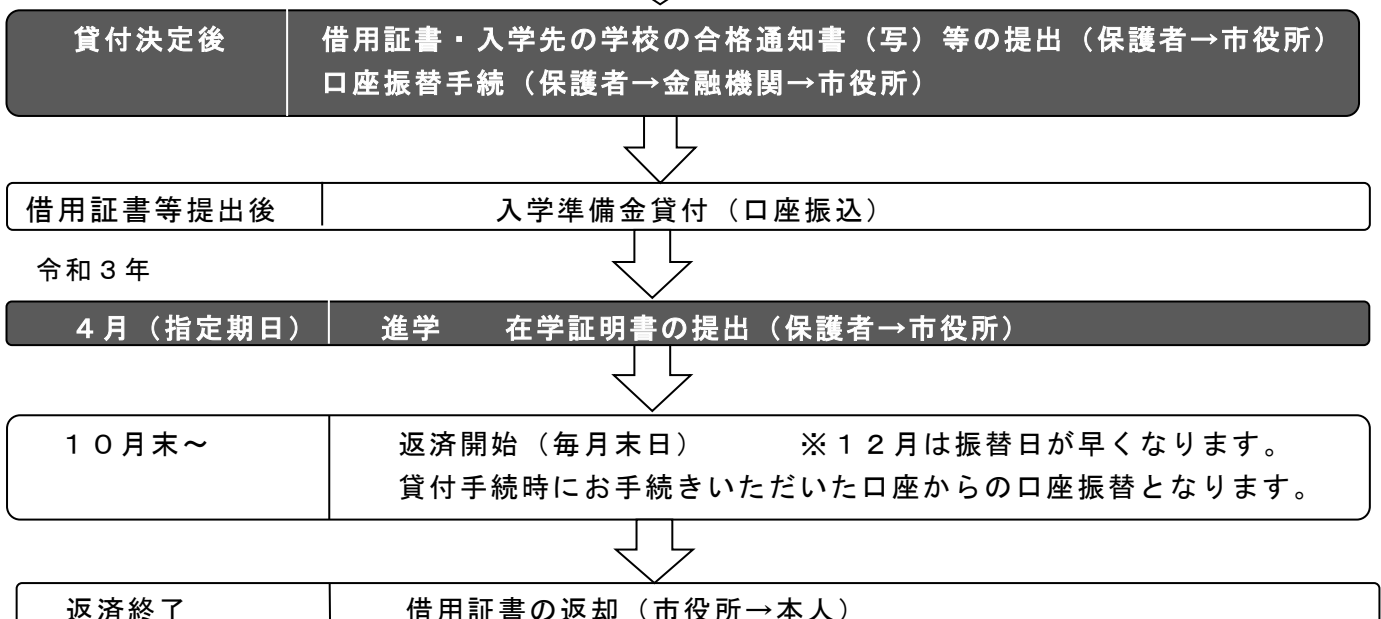 貸付決定後 借用証書・入学先の学校の合格通知書（写）等の提出（保護者→市役所）
口座振替手続（保護者→金融機関→市役所）
借用証書等提出後 入学準備金貸付（口座振込）
令和３年
４月（指定期日） 進学 在学証明書の提出（保護者→市役所）
１０月末～ 返済開始（毎月末日） ※１２月は振替日が早くなります。
貸付手続時にお手続きいただいた口座からの口座振替となります。
返済終了 借用証書の返却（市役所→本人）